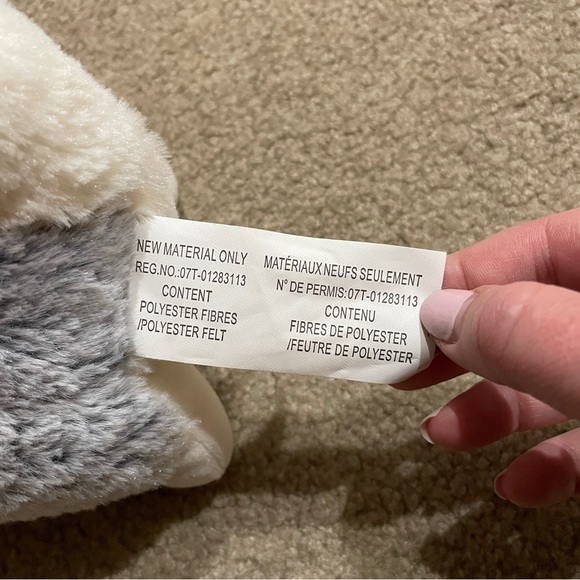 NEW MATERIAL ONLY
REG.NO.:07T-01283113
CONTENT
POLYESTER FIBRES
/POLYESTER FELT
MATÉRIAUX NEUFS SEULEMENT
N° DE PERMIS:07T-01283113
CONTENU
FIBRES DE POLYESTER
/FEUTRE DE POLYESTER